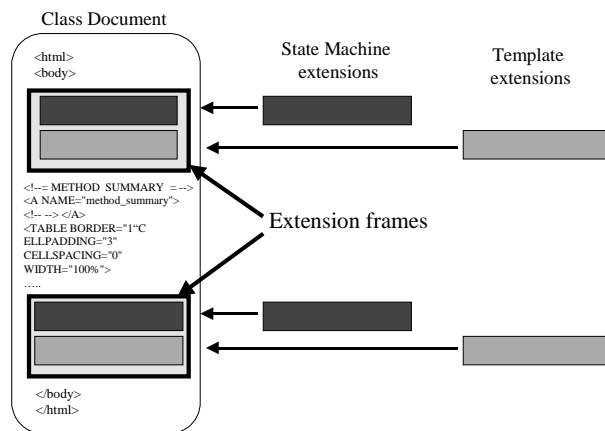 Class Document
State Machine
extensions
Template
extensions
<html>
<body>
<!--= METHOD SUMMARY = -->
<A NAME="method_summary">
<!-- --> </A>
<TABLE BORDER="1“C
ELLPADDING="3"
CELLSPACING="0"
WIDTH="100%">
…..
Extension frames
</body>
</html>